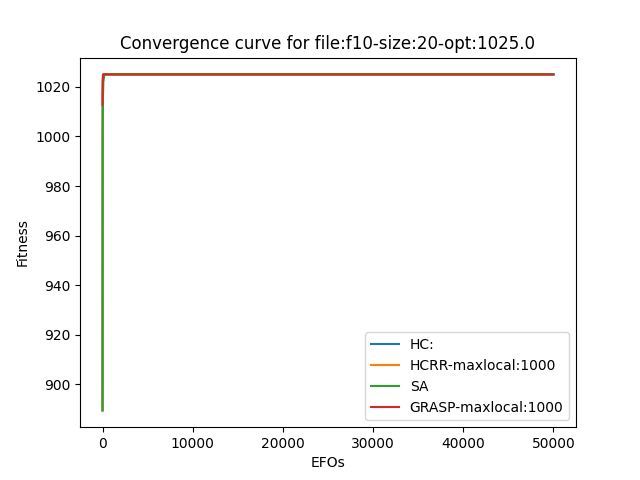 Convergence curve for file:f10-size:20-opt:1025.0
1020
1000
980
960
940
920
900
Fitness
HC:
HCRR-maxlocal:1000
SA
GRASP-maxlocal:1000
0 10000 20000 30000 40000 50000
EFOs